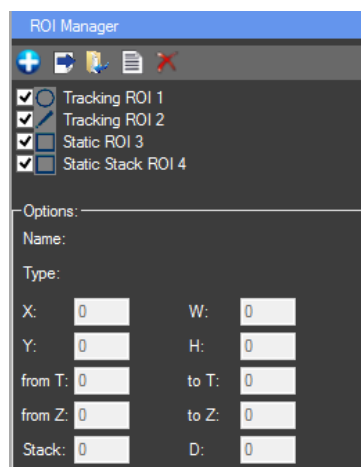 ROI Manager
Tracking ROI 1
Tracking ROI 2
Static ROI 3
Static Stack ROI 4
Options:
Name:
Type:
X: 0 W: 0
Y: 0 H: 0
from T: 0 to T: 0
from Z: 0 to Z: 0
Stack: 0 D: 0